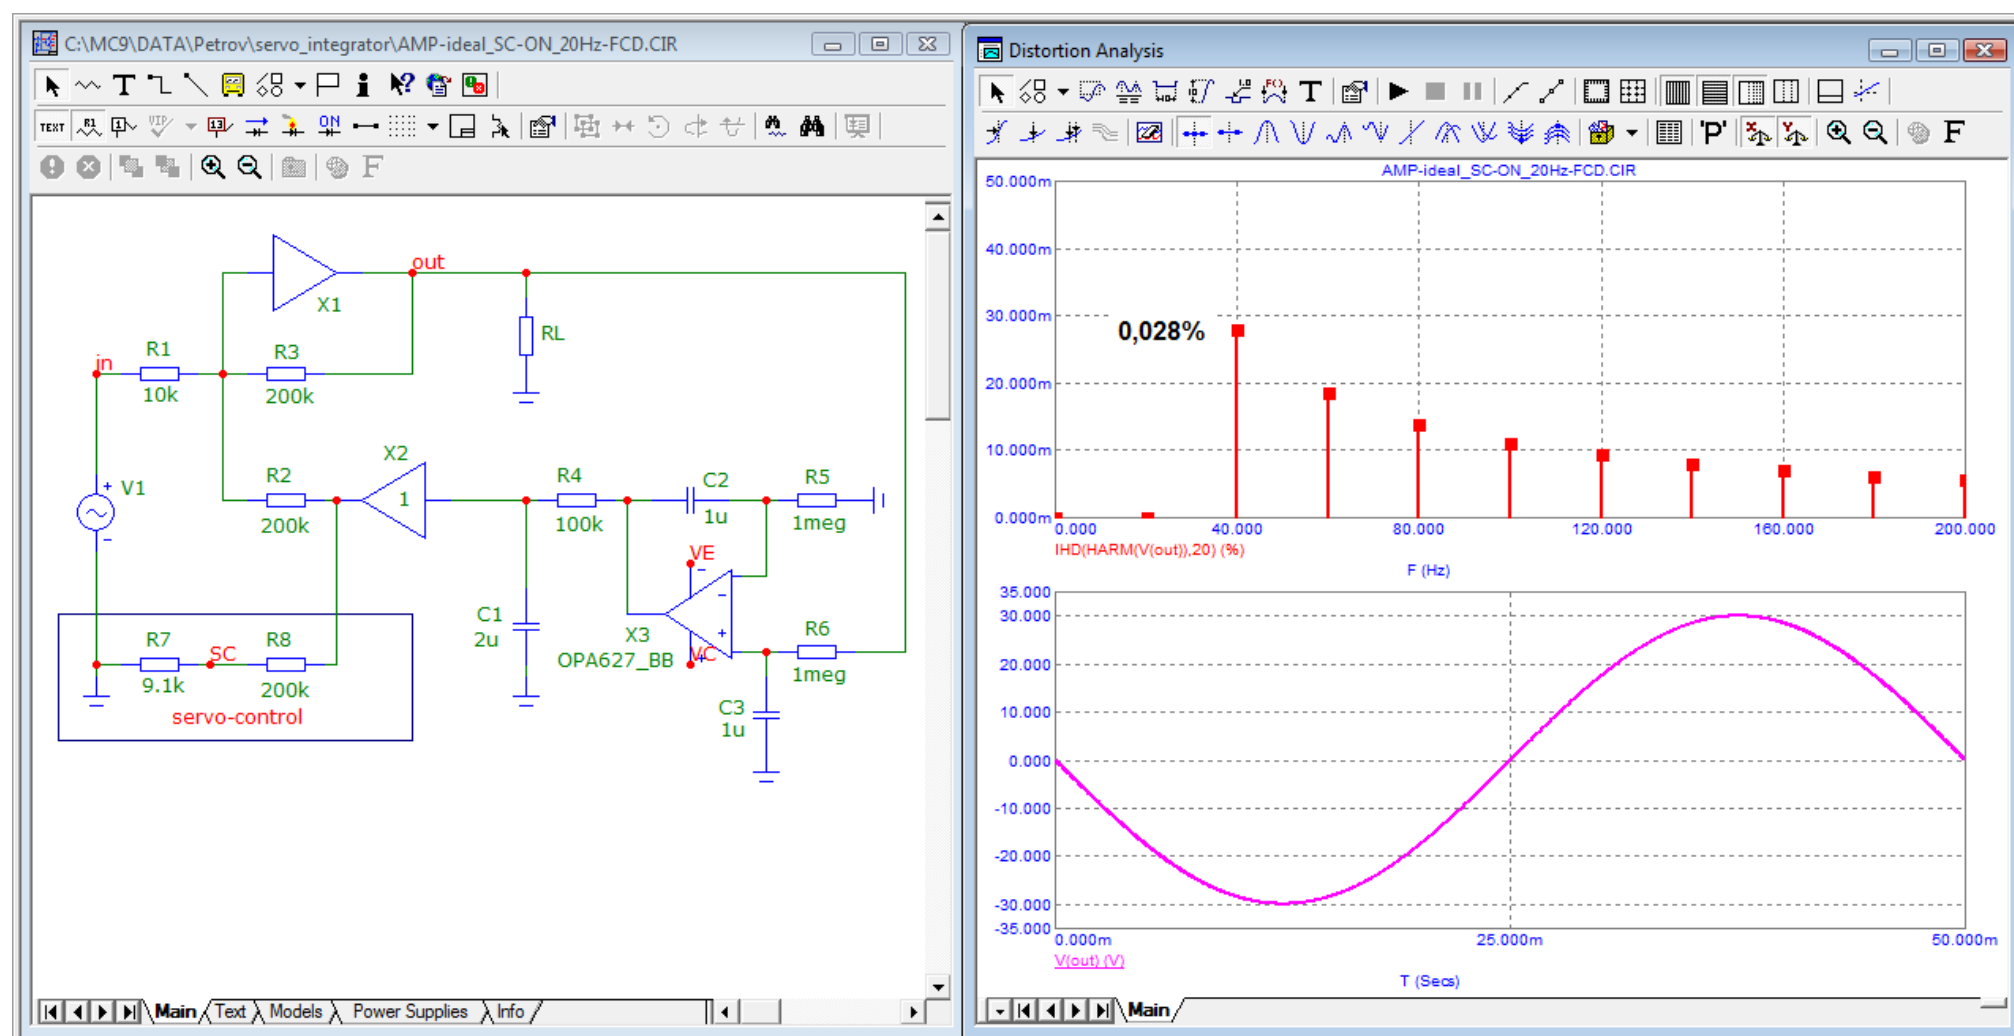 C:\MC9\DATA\Petrov\servo_integrator\AMP-ideal_SC-ON_20Hz-FCD.CIR
T
TEXT R1 1 VIP 13 ON
F
out
X1
RL
in
R1
R3
10k
200k
X2
1
R2
200k
R4
100k
C2
1u
R5
1meg
V1
+
-
VE
-
-
+
+
VC
C1
2u
X3
OPA627_BB
R6
1meg
C3
1u
R7
SC
R8
9.1k
200k
servo-control
Main Text Models Power Supplies Info
Distortion Analysis
T
'P' X Y F
AMP-ideal_SC-ON_20Hz-FCD.CIR
50.000m
40.000m
30.000m
0,028%
20.000m
10.000m
0.000m
0.000 40.000 80.000 120.000 160.000 200.000
IHD(HARM(V(out)),20) (%)
F (Hz)
35.000
30.000
20.000
10.000
0.000
-10.000
-20.000
-30.000
-35.000
0.000m 25.000m 50.000m
V(out) (V)
T (Secs)
Main